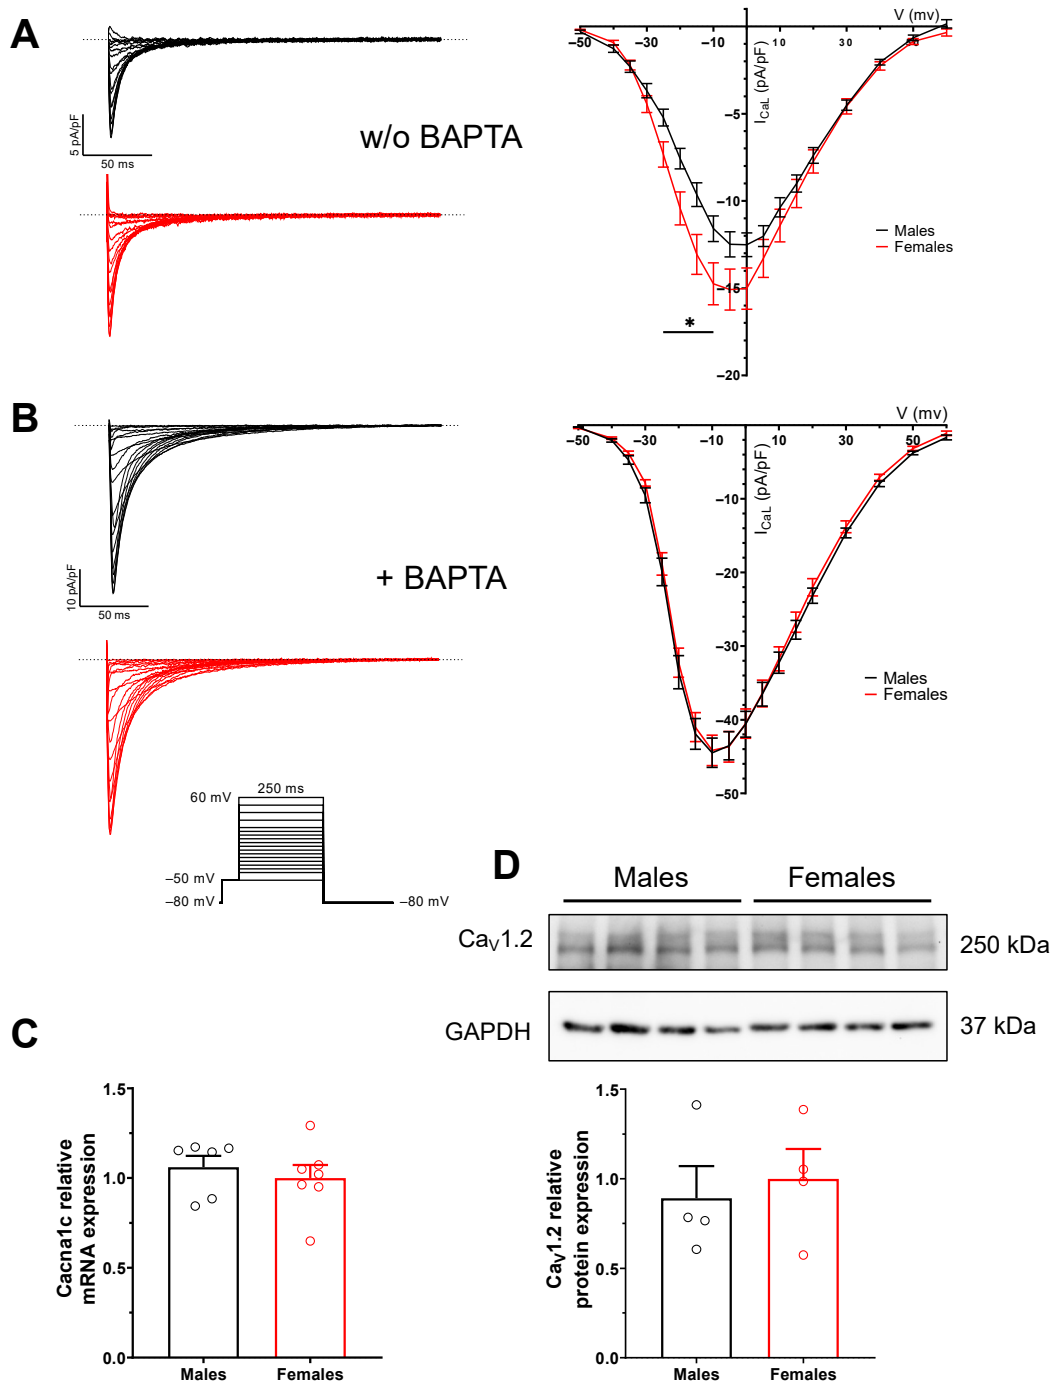 A
5 pA/pF
50 ms
w/o BAPTA
V (mv)
−50 −30 −10 10 30 50
ICaL (pA/pF)
−5
−10
−15
−20
Males
Females
*
B
10 pA/pF
50 ms
+ BAPTA
V (mv)
−50 −30 −10 10 30 50
ICaL (pA/pF)
−10
−20
−30
−40
−50
Males
Females
60 mV
250 ms
−50 mV
−80 mV
−80 mV
D
Males Females
CaV1.2
250 kDa
GAPDH
37 kDa
C
Cacna1c relative
mRNA expression
1.5
1.0
0.5
0.0
Males Females
CaV1.2 relative
protein expression
1.5
1.0
0.5
0.0
Males Females